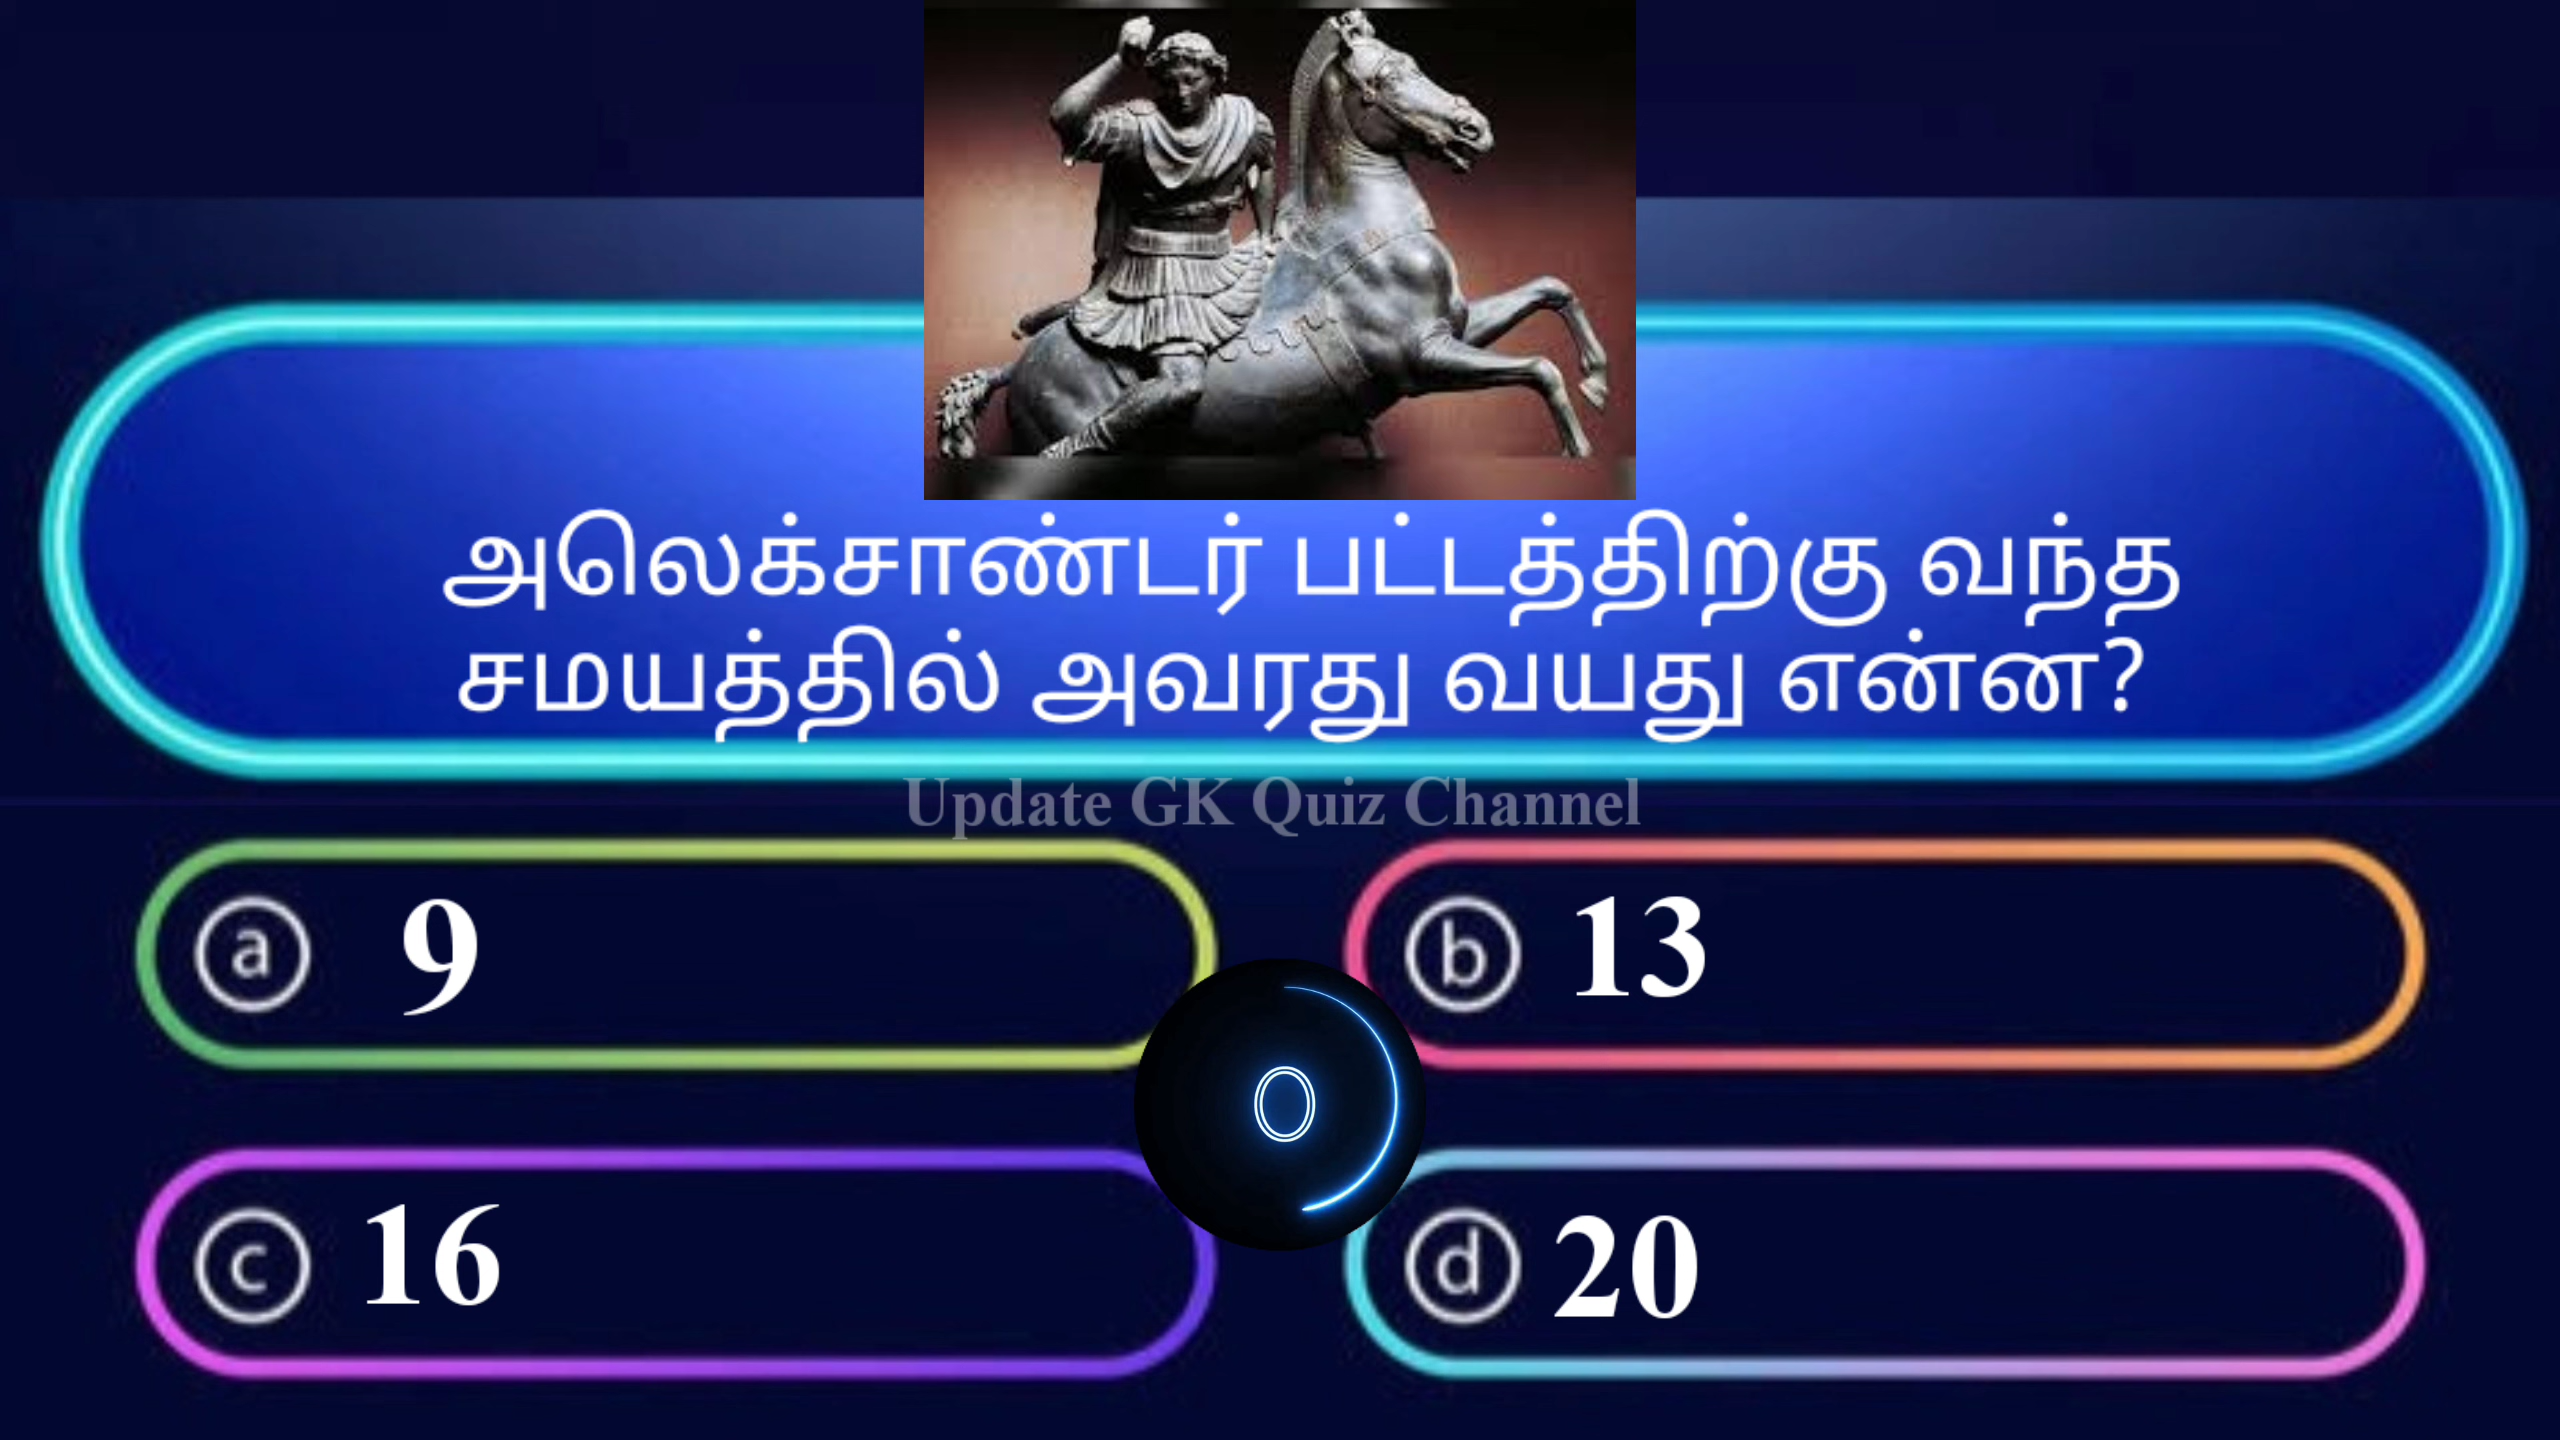 அலெக்சாண்டர் பட்டத்திற்கு வந்த
சமயத்தில் அவரது வயது என்ன?
Update GK Quiz Channel
a 9
b 13
0
c 16
d 20